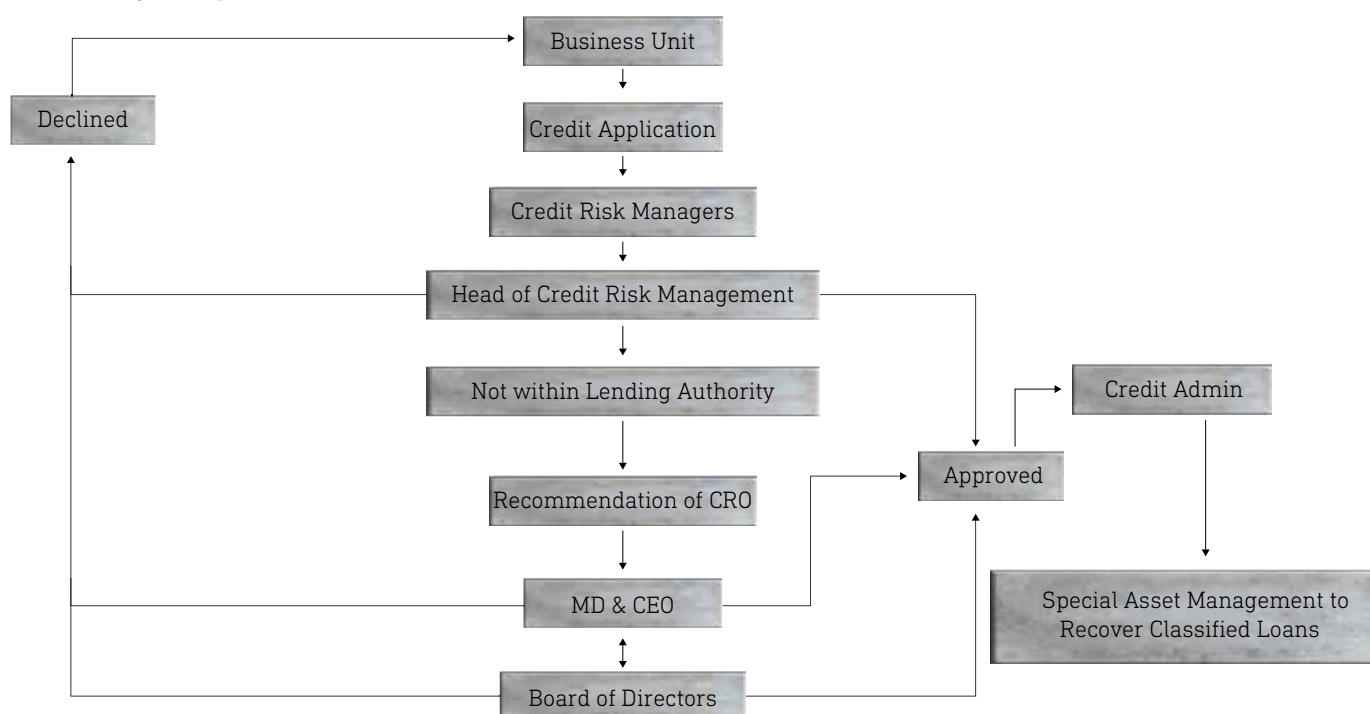 Business Unit
Declined
Credit Application
Credit Risk Managers
Head of Credit Risk Management
Not within Lending Authority
Credit Admin
Approved
Recommendation of CRO
MD & CEO
Special Asset Management to
Recover Classified Loans
Board of Directors